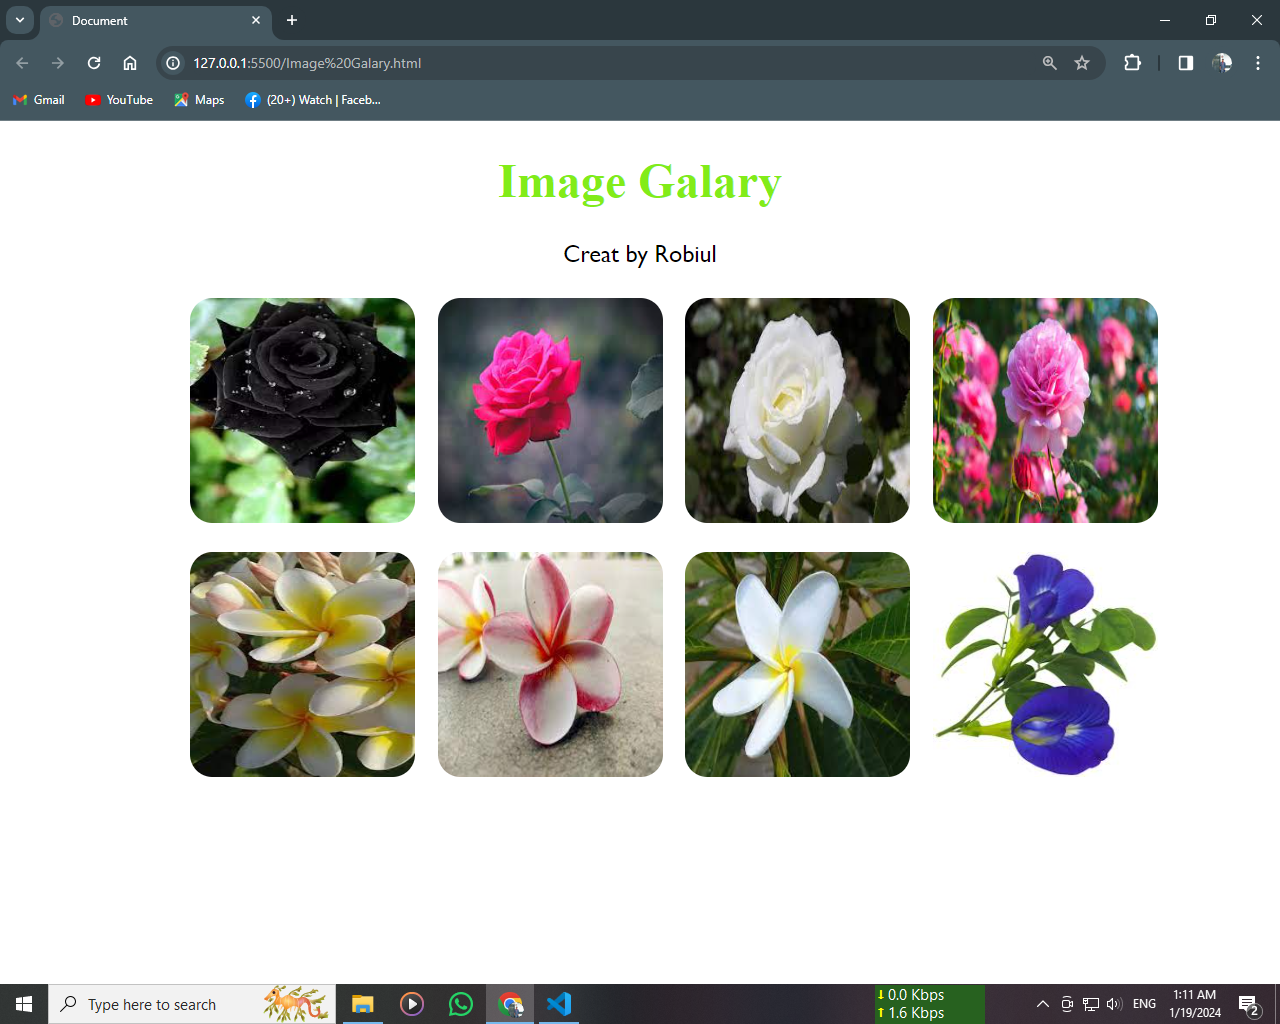 Document
127.0.0.1:5500/Image%20Galary.html
Gmail YouTube Maps (20+) Watch | Faceb...
Image Galary
Creat by Robiul
Type here to search
0.0 Kbps
1.6 Kbps
ENG
1:11 AM
1/19/2024
2